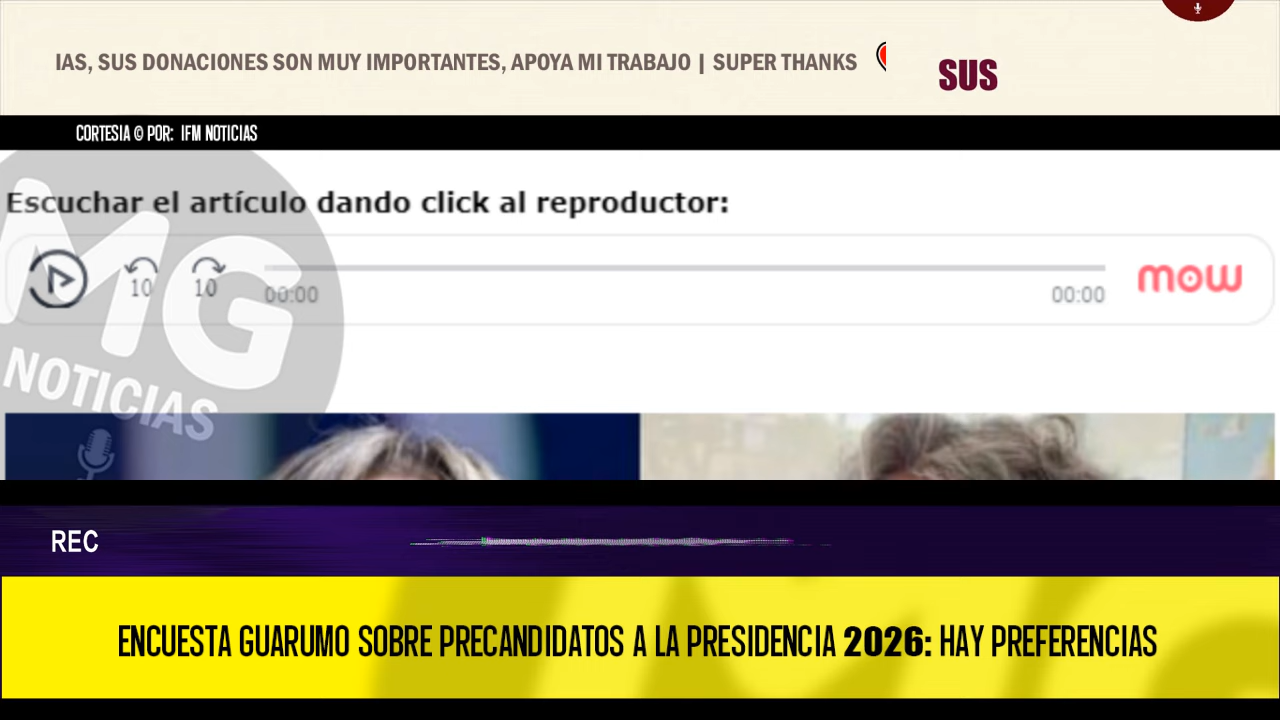 IAS, SUS DONACIONES SON MUY IMPORTANTES, APOYA MI TRABAJO | SUPER THANKS
SUS
CORTESIA © POR: IFM NOTICIAS
Escuchar el artículo dando click al reproductor:
10 10
00:00 00:00
mow
MG
NOTICIAS
REC
ENCUESTA GUARUMO SOBRE PRECANDIDATOS A LA PRESIDENCIA 2026: HAY PREFERENCIAS